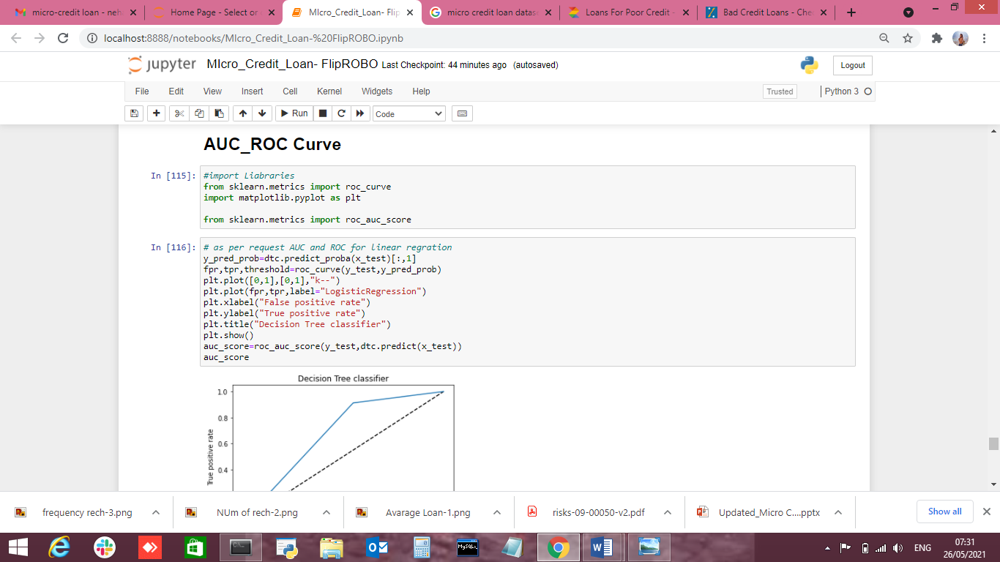 micro-credit loan - neh
Home Page - Select or
MIcro_Credit_Loan- Flip
micro credit loan datase
Loans For Poor Credit -
Bad Credit Loans - Chec
localhost:8888/notebooks/MIcro_Credit_Loan-%20FlipROBO.ipynb
jupyter MIcro_Credit_Loan- FlipROBO Last Checkpoint: 44 minutes ago (autosaved)
Logout
File Edit View Insert Cell Kernel Widgets Help
Trusted
Python 3
Run
Code
AUC_ROC Curve
In [115]:
#import Liabraries
from sklearn.metrics import roc_curve
import matplotlib.pyplot as plt
from sklearn.metrics import roc_auc_score
In [116]:
# as per request AUC and ROC for linear regration
y_pred_prob=dtc.predict_proba(x_test)[:,1]
fpr,tpr,threshold=roc_curve(y_test,y_pred_prob)
plt.plot([0,1],[0,1],"k--")
plt.plot(fpr,tpr,label="LogisticRegression")
plt.xlabel("False positive rate")
plt.ylabel("True positive rate")
plt.title("Decision Tree classifier")
plt.show()
auc_score=roc_auc_score(y_test,dtc.predict(x_test))
auc_score
Decision Tree classifier
1.0
0.8
0.6
0.4
True positive rate
frequency rech-3.png
NUm of rech-2.png
Avarage Loan-1.png
risks-09-00050-v2.pdf
Updated_Micro C....pptx
Show all
MySQL
ENG
07:31
26/05/2021